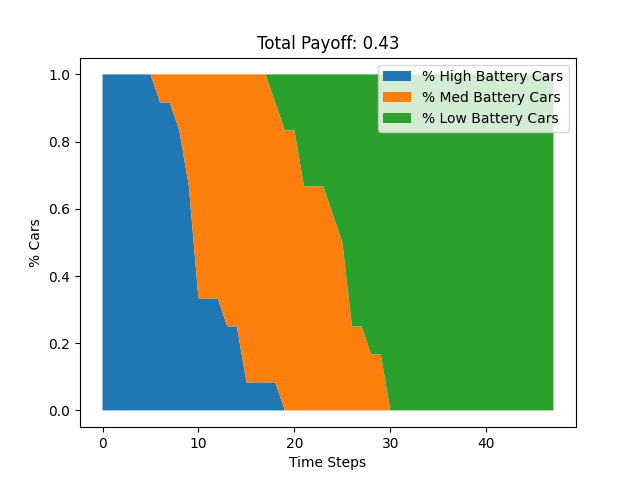 Total Payoff: 0.43
% High Battery Cars
% Med Battery Cars
% Low Battery Cars
1.0
0.8
0.6
0.4
0.2
0.0
% Cars
0 10 20 30 40
Time Steps